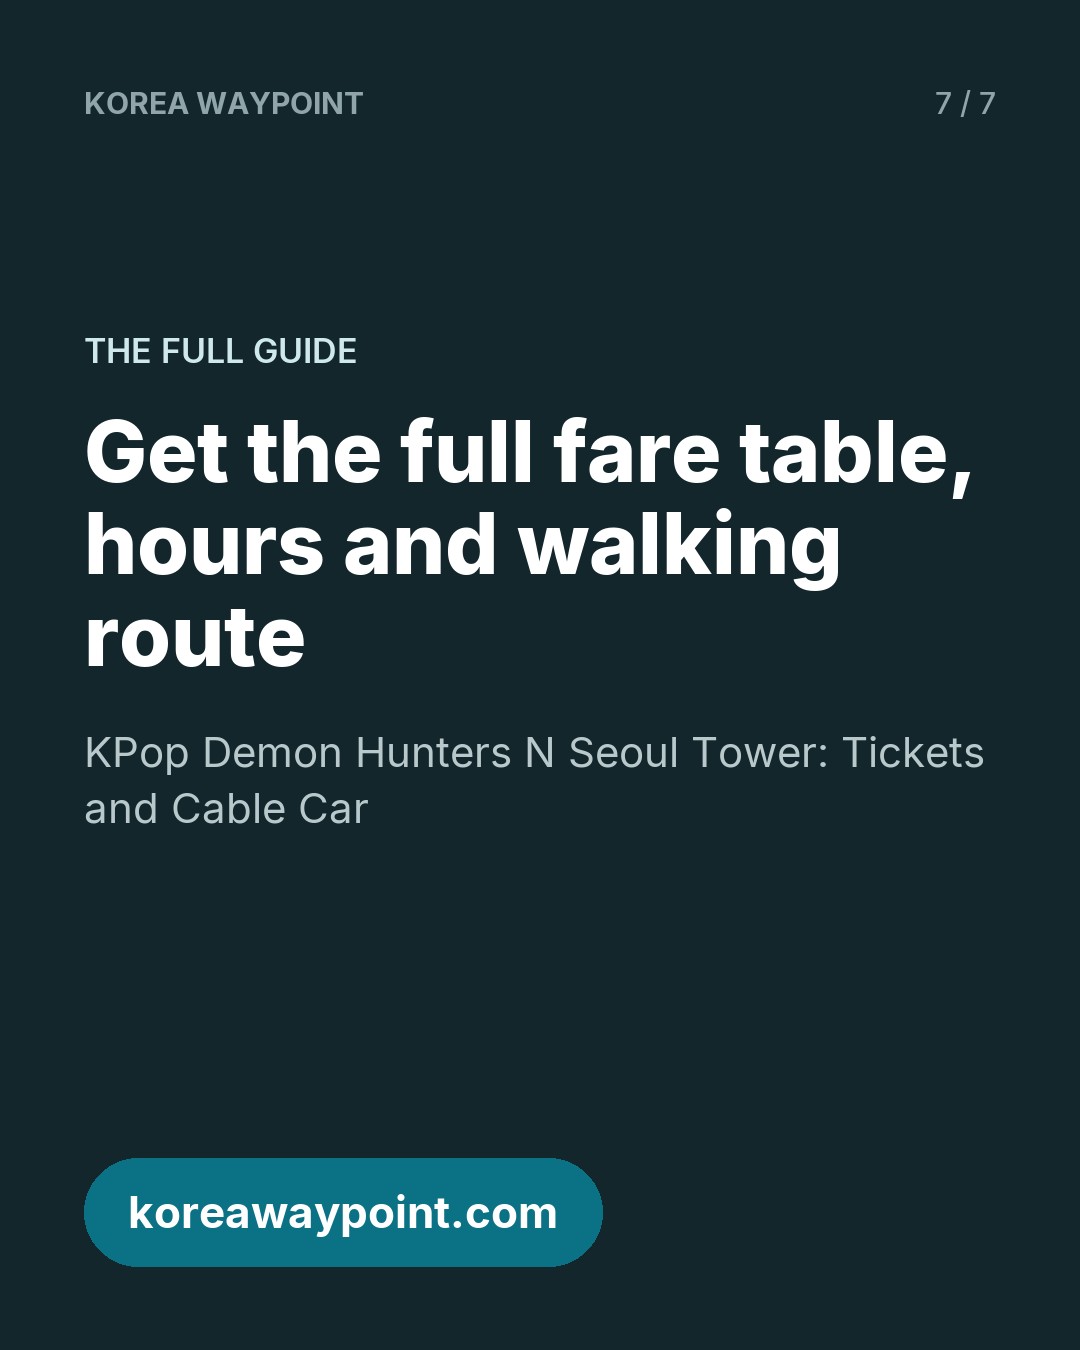 KOREA WAYPOINT
7 / 7
THE FULL GUIDE
Get the full fare table,
hours and walking
route
KPop Demon Hunters N Seoul Tower: Tickets
and Cable Car
koreawaypoint.com